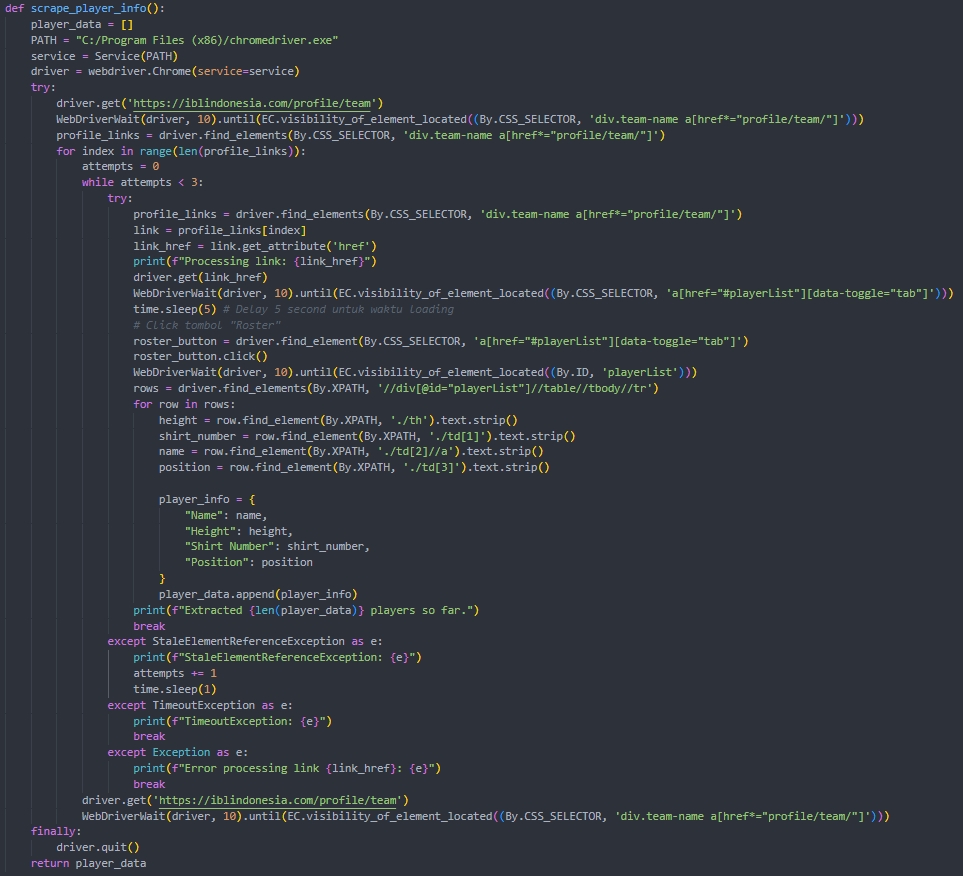 def scrape_player_info():
    player_data = []
    PATH = "C:/Program Files (x86)/chromedriver.exe"
    service = Service(PATH)
    driver = webdriver.Chrome(service=service)
    try:
        driver.get('https://iblindonesia.com/profile/team')
        WebDriverWait(driver, 10).until(EC.visibility_of_element_located((By.CSS_SELECTOR, 'div.team-name a[href*="profile/team/"]')))
        profile_links = driver.find_elements(By.CSS_SELECTOR, 'div.team-name a[href*="profile/team/"]')
        for index in range(len(profile_links)):
            attempts = 0
            while attempts < 3:
                try:
                    profile_links = driver.find_elements(By.CSS_SELECTOR, 'div.team-name a[href*="profile/team/"]')
                    link = profile_links[index]
                    link_href = link.get_attribute('href')
                    print(f"Processing link: {link_href}")
                    driver.get(link_href)
                    WebDriverWait(driver, 10).until(EC.visibility_of_element_located((By.CSS_SELECTOR, 'a[href="#playerList"][data-toggle="tab"]')))
                    time.sleep(5) # Delay 5 second untuk waktu loading
                    # Click tombol "Roster"
                    roster_button = driver.find_element(By.CSS_SELECTOR, 'a[href="#playerList"][data-toggle="tab"]')
                    roster_button.click()
                    WebDriverWait(driver, 10).until(EC.visibility_of_element_located((By.ID, 'playerList')))
                    rows = driver.find_elements(By.XPATH, '//div[@id="playerList"]//table//tbody//tr')
                    for row in rows:
                        height = row.find_element(By.XPATH, './th').text.strip()
                        shirt_number = row.find_element(By.XPATH, './td[1]').text.strip()
                        name = row.find_element(By.XPATH, './td[2]//a').text.strip()
                        position = row.find_element(By.XPATH, './td[3]').text.strip()

                        player_info = {
                            "Name": name,
                            "Height": height,
                            "Shirt Number": shirt_number,
                            "Position": position
                        }
                        player_data.append(player_info)
                    print(f"Extracted {len(player_data)} players so far.")
                    break
                except StaleElementReferenceException as e:
                    print(f"StaleElementReferenceException: {e}")
                    attempts += 1
                    time.sleep(1)
                except TimeoutException as e:
                    print(f"TimeoutException: {e}")
                    break
                except Exception as e:
                    print(f"Error processing link {link_href}: {e}")
                    break
            driver.get('https://iblindonesia.com/profile/team')
            WebDriverWait(driver, 10).until(EC.visibility_of_element_located((By.CSS_SELECTOR, 'div.team-name a[href*="profile/team/"]')))
    finally:
        driver.quit()
    return player_data